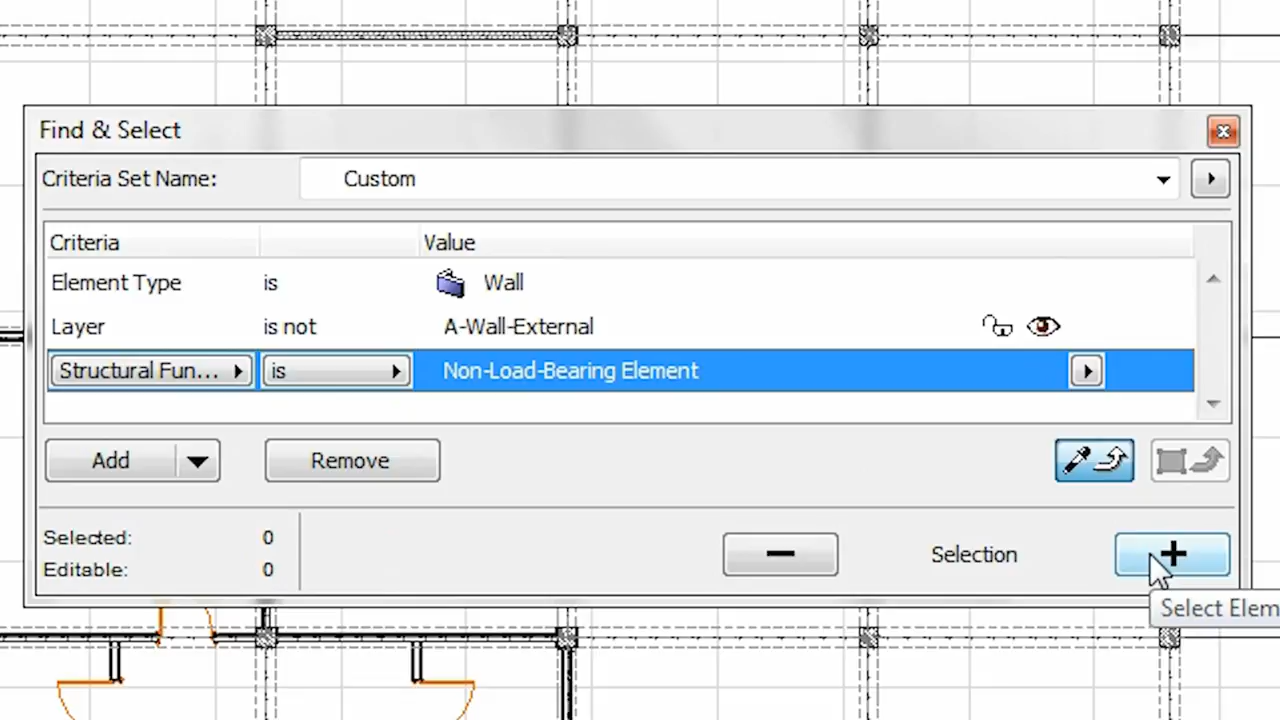 Find & Select
Criteria Set Name: Custom
Criteria Value
Element Type is Wall
Layer is not A-Wall-External
Structural Fun... is Non-Load-Bearing Element
Add Remove
Selected: 0
Editable: 0
Selection
Select Elem